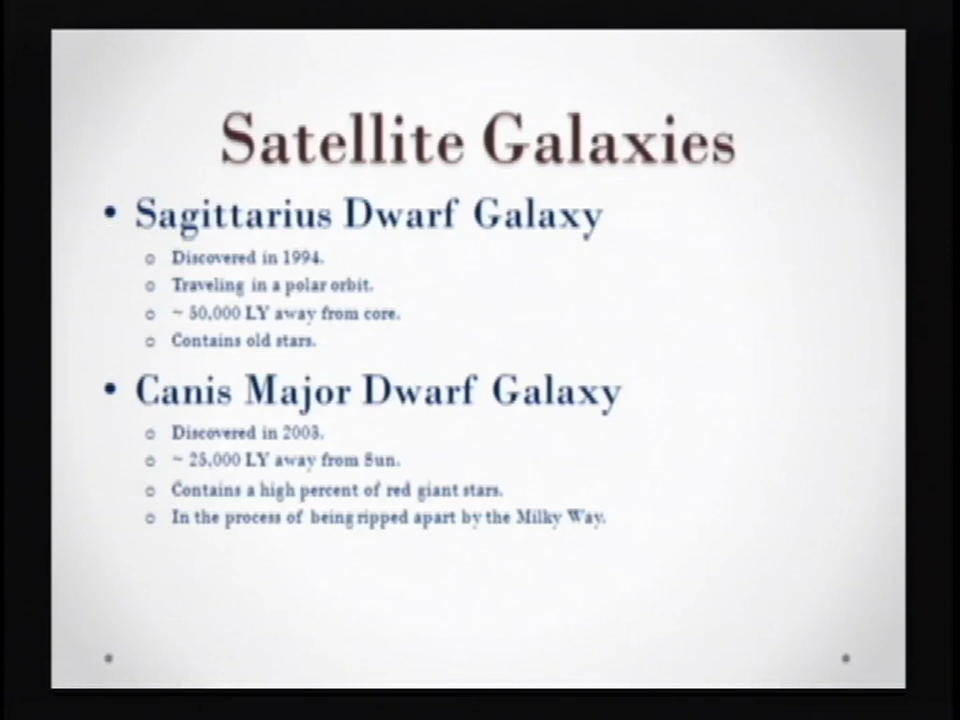 Satellite Galaxies
• Sagittarius Dwarf Galaxy
o Discovered in 1994.
o Traveling in a polar orbit.
o ~ 50,000 LY away from core.
o Contains old stars.
• Canis Major Dwarf Galaxy
o Discovered in 2003.
o ~ 25,000 LY away from Sun.
o Contains a high percent of red giant stars.
o In the process of being ripped apart by the Milky Way.